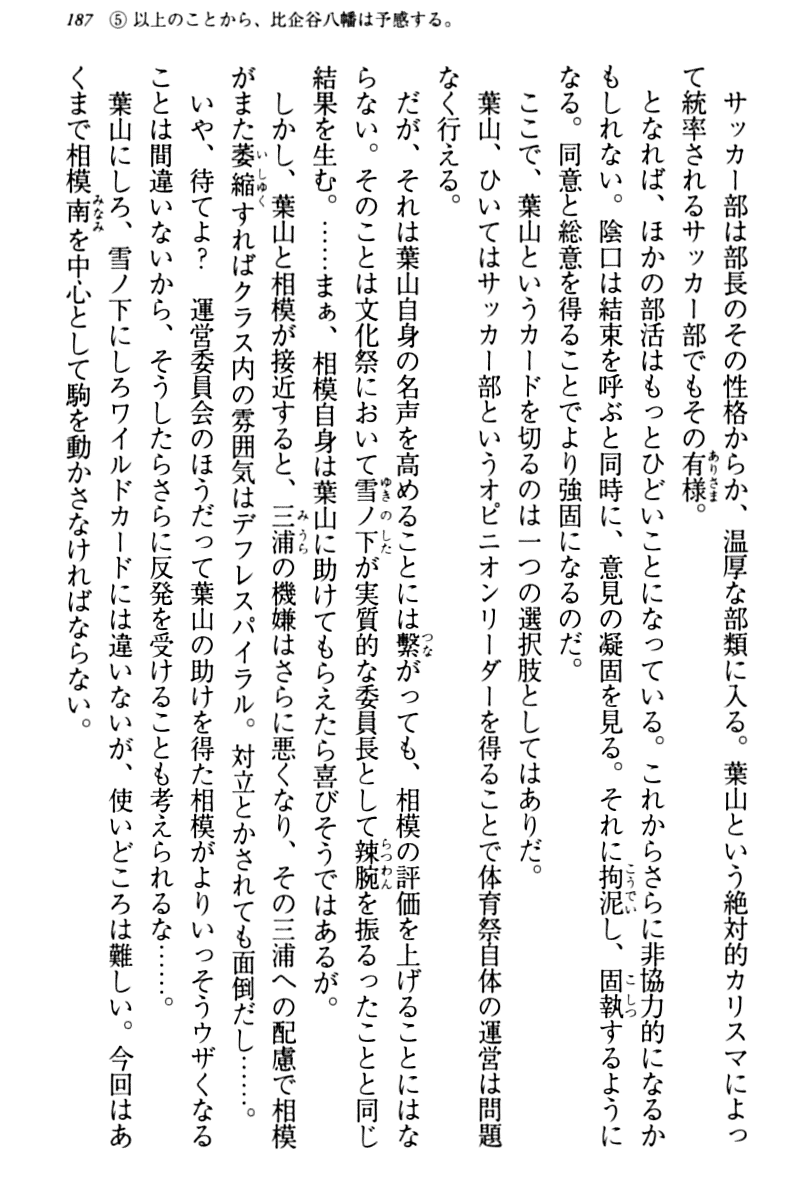 187 ⑤以上のことから、比企谷八幡は予感する。
　サッカー部は部長のその性格からか、温厚な部類に入る。葉山という絶対的カリスマによっ
て統率されるサッカー部でもその有様。
　となれば、ほかの部活はもっとひどいことになっている。これからさらに非協力的になるか
もしれない。陰口は結束を呼ぶと同時に、意見の凝固を見る。それに拘泥し、固執するように
なる。同意と総意を得ることでより強固になるのだ。
　ここで、葉山というカードを切るのは一つの選択肢としてはありだ。
　葉山、ひいてはサッカー部というオピニオンリーダーを得ることで体育祭自体の運営は問題
なく行える。
　だが、それは葉山自身の名声を高めることには繫がっても、相模の評価を上げることにはな
らない。そのことは文化祭において雪ノ下が実質的な委員長として辣腕を振るったことと同じ
結果を生む。……まぁ、相模自身は葉山に助けてもらえたら喜びそうではあるが。
　しかし、葉山と相模が接近すると、三浦の機嫌はさらに悪くなり、その三浦への配慮で相模
がまた萎縮すればクラス内の雰囲気はデフレスパイラル。対立とかされても面倒だし……。
　いや、待てよ？　運営委員会のほうだって葉山の助けを得た相模がよりいっそうウザくなる
ことは間違いないから、そうしたらさらに反発を受けることも考えられるな……。
　葉山にしろ、雪ノ下にしろワイルドカードには違いないが、使いどころは難しい。今回はあ
くまで相模南を中心として駒を動かさなければならない。